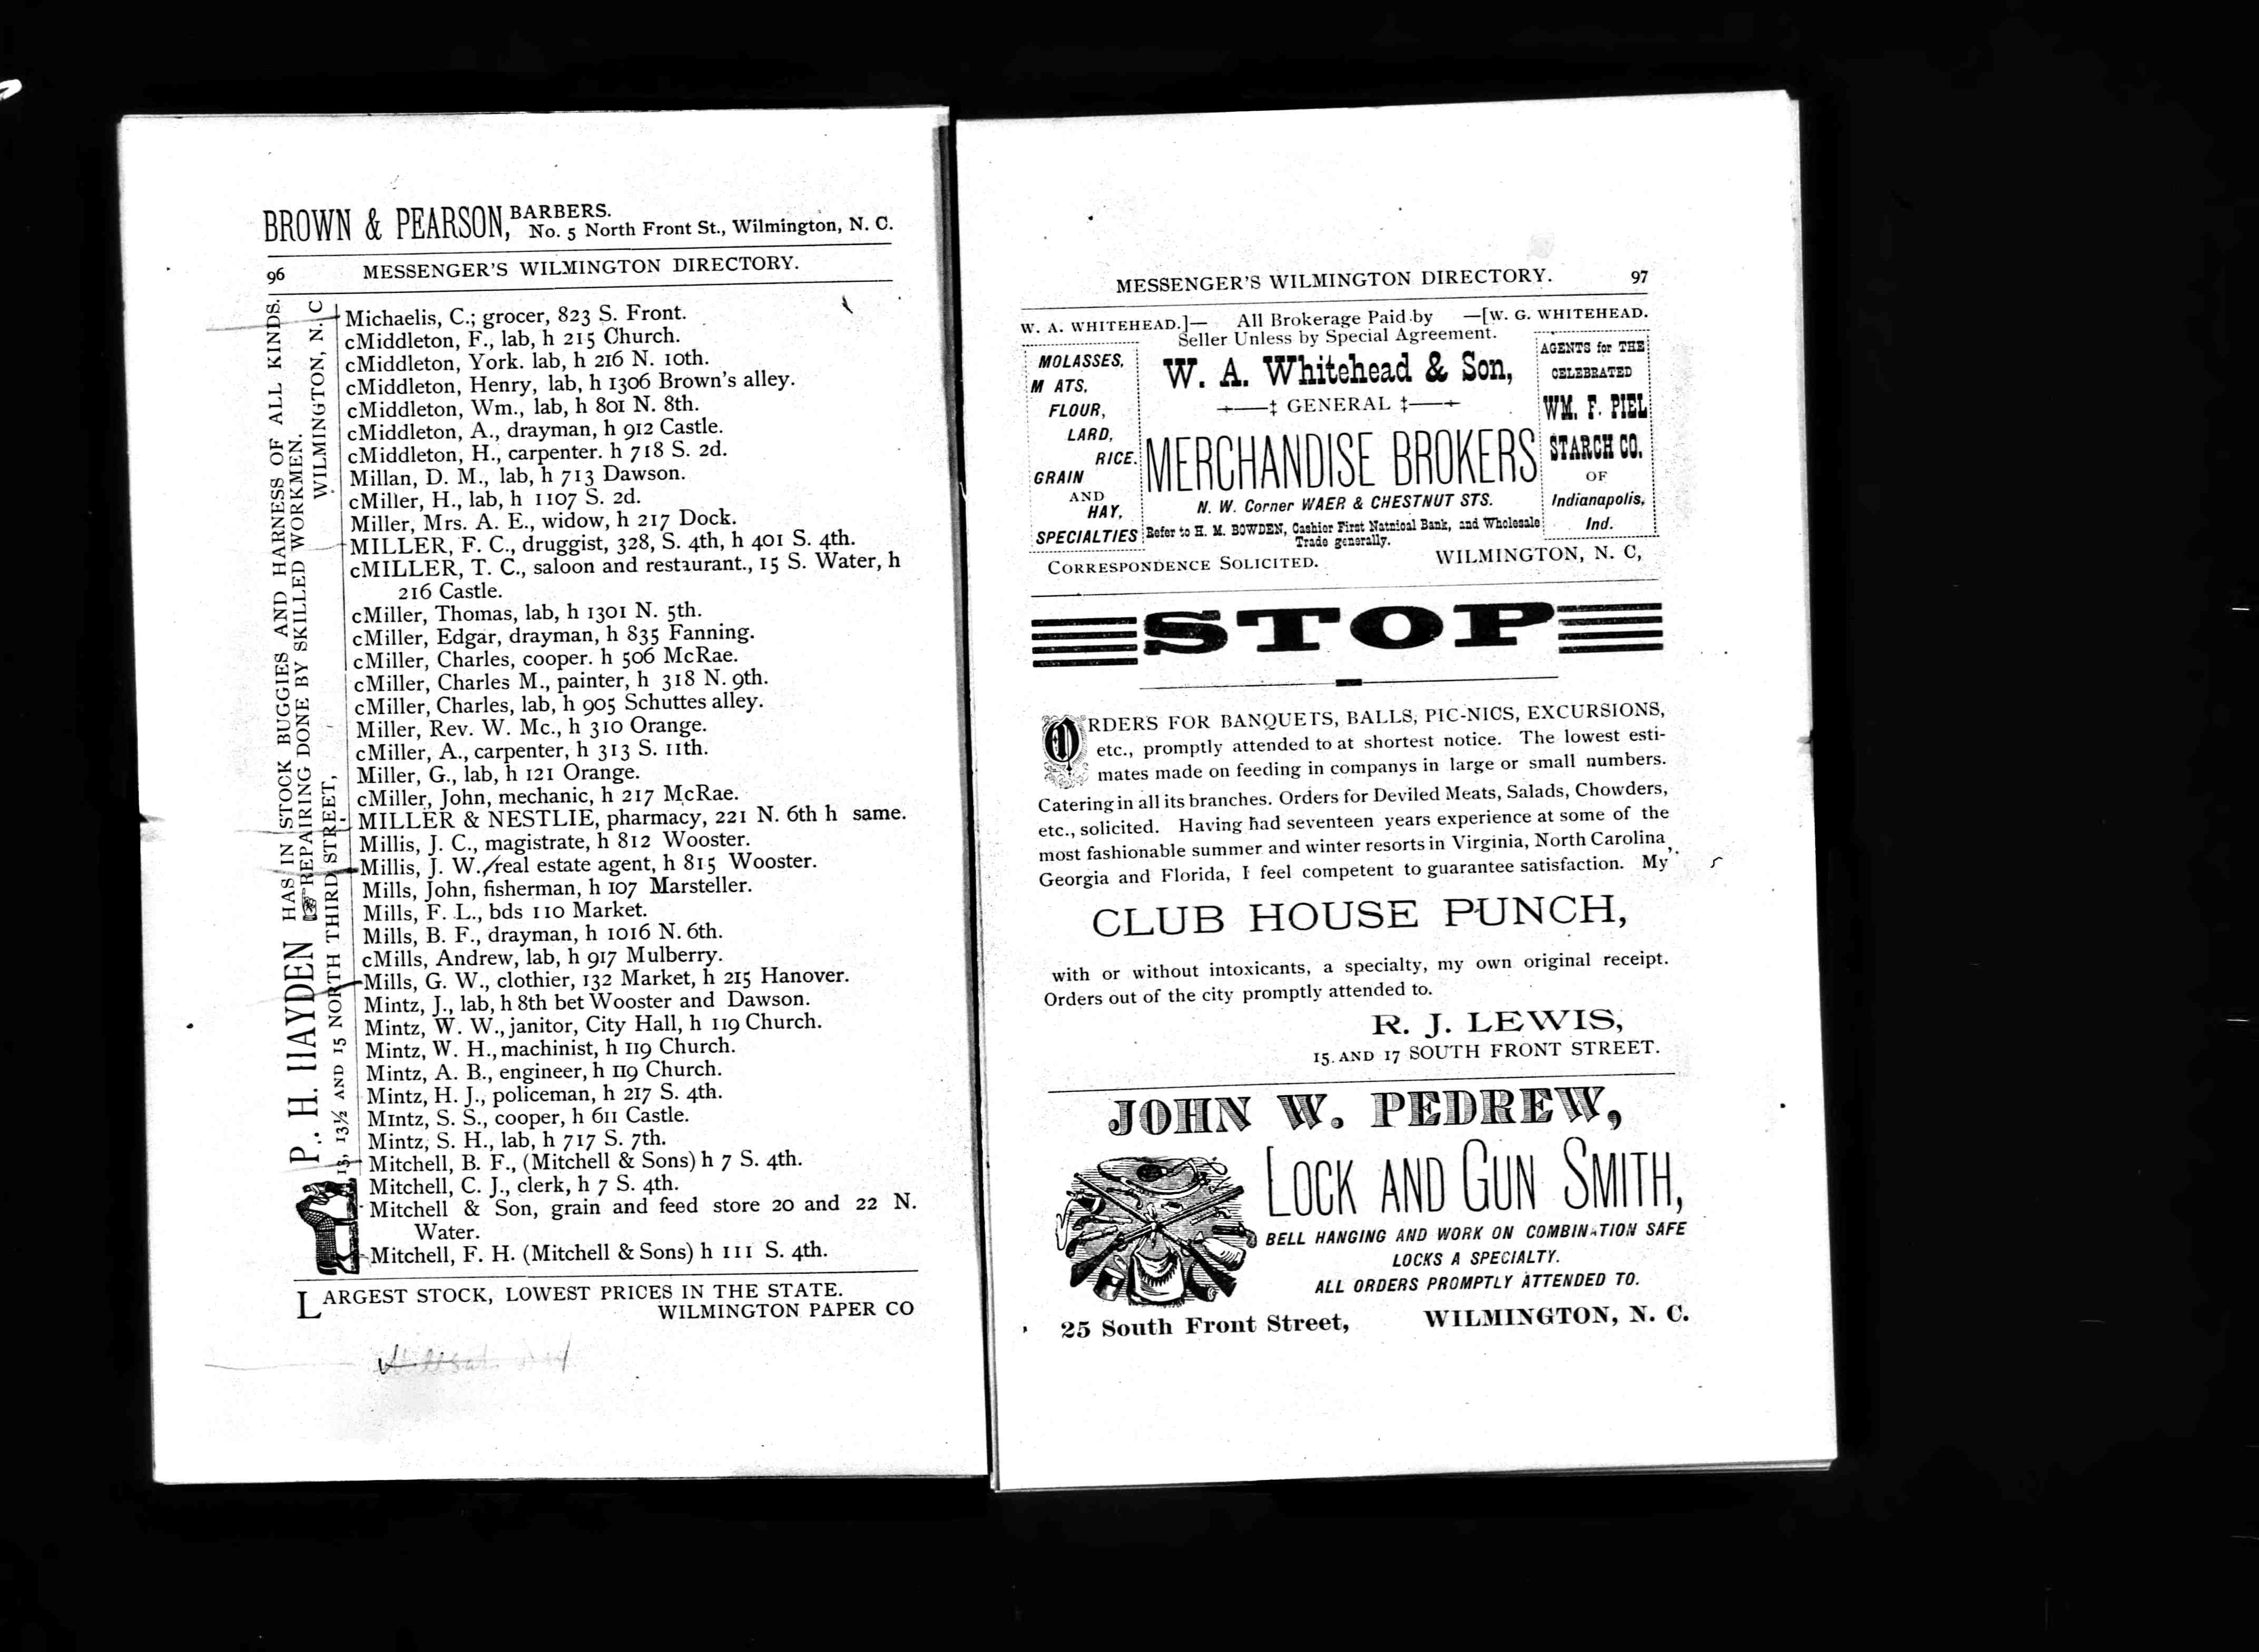 BROWN & PEARSON, BARBERS.
No. 5 North Front St., Wilmington, N. C.
96 MESSENGER'S WILMINGTON DIRECTORY.
P. H. HAYDEN HAS IN STOCK BUGGIES AND HARNESS OF ALL KINDS.
☞REPAIRING DONE BY SKILLED WORKMEN.
13, 13½ AND 15 NORTH THIRD STREET, WILMINGTON, N. C
Michaelis, C.; grocer, 823 S. Front.
cMiddleton, F., lab, h 215 Church.
cMiddleton, York. lab, h 216 N. 10th.
cMiddleton, Henry, lab, h 1306 Brown's alley.
cMiddleton, Wm., lab, h 801 N. 8th.
cMiddleton, A., drayman, h 912 Castle.
cMiddleton, H., carpenter. h 718 S. 2d.
Millan, D. M., lab, h 713 Dawson.
cMiller, H., lab, h 1107 S. 2d.
Miller, Mrs. A. E., widow, h 217 Dock.
MILLER, F. C., druggist, 328, S. 4th, h 401 S. 4th.
cMILLER, T. C., saloon and restaurant., 15 S. Water, h
216 Castle.
cMiller, Thomas, lab, h 1301 N. 5th.
cMiller, Edgar, drayman, h 835 Fanning.
cMiller, Charles, cooper. h 506 McRae.
cMiller, Charles M., painter, h 318 N. 9th.
cMiller, Charles, lab, h 905 Schuttes alley.
Miller, Rev. W. Mc., h 310 Orange.
cMiller, A., carpenter, h 313 S. 11th.
Miller, G., lab, h 121 Orange.
cMiller, John, mechanic, h 217 McRae.
MILLER & NESTLIE, pharmacy, 221 N. 6th h same.
Millis, J. C., magistrate, h 812 Wooster.
Millis, J. W., real estate agent, h 815 Wooster.
Mills, John, fisherman, h 107 Marsteller.
Mills, F. L., bds 110 Market.
Mills, B. F., drayman, h 1016 N. 6th.
cMills, Andrew, lab, h 917 Mulberry.
Mills, G. W., clothier, 132 Market, h 215 Hanover.
Mintz, J., lab, h 8th bet Wooster and Dawson.
Mintz, W. W., janitor, City Hall, h 119 Church.
Mintz, W. H., machinist, h 119 Church.
Mintz, A. B., engineer, h 119 Church.
Mintz, H. J., policeman, h 217 S. 4th.
Mintz, S. S., cooper, h 611 Castle.
Mintz, S. H., lab, h 717 S. 7th.
Mitchell, B. F., (Mitchell & Sons) h 7 S. 4th.
Mitchell, C. J., clerk, h 7 S. 4th.
Mitchell & Son, grain and feed store 20 and 22 N.
Water.
Mitchell, F. H. (Mitchell & Sons) h 111 S. 4th.
LARGEST STOCK, LOWEST PRICES IN THE STATE.
WILMINGTON PAPER CO
MESSENGER'S WILMINGTON DIRECTORY. 97
W. A. WHITEHEAD.]— All Brokerage Paid by —[W. G. WHITEHEAD.
Seller Unless by Special Agreement.
MOLASSES,
M ATS,
FLOUR,
LARD,
RICE.
GRAIN
AND
HAY,
SPECIALTIES
W. A. Whitehead & Son,
‡ GENERAL ‡
MERCHANDISE BROKERS
N. W. Corner WAER & CHESTNUT STS.
Refer to H. M. BOWDEN, Cashier First Natnioal Bank, and Wholesale
Trade generally.
AGENTS for THE
CELEBRATED
WM. F. PIEL
STARCH CO.
OF
Indianapolis,
Ind.
CORRESPONDENCE SOLICITED. WILMINGTON, N. C,
STOP
ORDERS FOR BANQUETS, BALLS, PIC-NICS, EXCURSIONS,
etc., promptly attended to at shortest notice. The lowest esti-
mates made on feeding in companys in large or small numbers.
Catering in all its branches. Orders for Deviled Meats, Salads, Chowders,
etc., solicited. Having had seventeen years experience at some of the
most fashionable summer and winter resorts in Virginia, North Carolina,
Georgia and Florida, I feel competent to guarantee satisfaction. My
CLUB HOUSE PUNCH,
with or without intoxicants, a specialty, my own original receipt.
Orders out of the city promptly attended to.
R. J. LEWIS,
15 AND 17 SOUTH FRONT STREET.
JOHN W. PEDREW,
LOCK AND GUN SMITH,
BELL HANGING AND WORK ON COMBINATION SAFE
LOCKS A SPECIALTY.
ALL ORDERS PROMPTLY ATTENDED TO.
25 South Front Street, WILMINGTON, N. C.